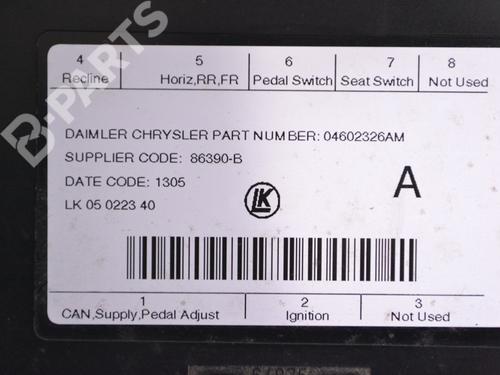 B-PARTS
4 5 6 7 8
Recline Horiz,RR,FR Pedal Switch Seat Switch Not Used
DAIMLER CHRYSLER PART NUMBER: 04602326AM
SUPPLIER CODE: 86390-B
DATE CODE: 1305
LK 05 0223 40
LK
A
1 2 3
CAN,Supply,Pedal Adjust Ignition Not Used